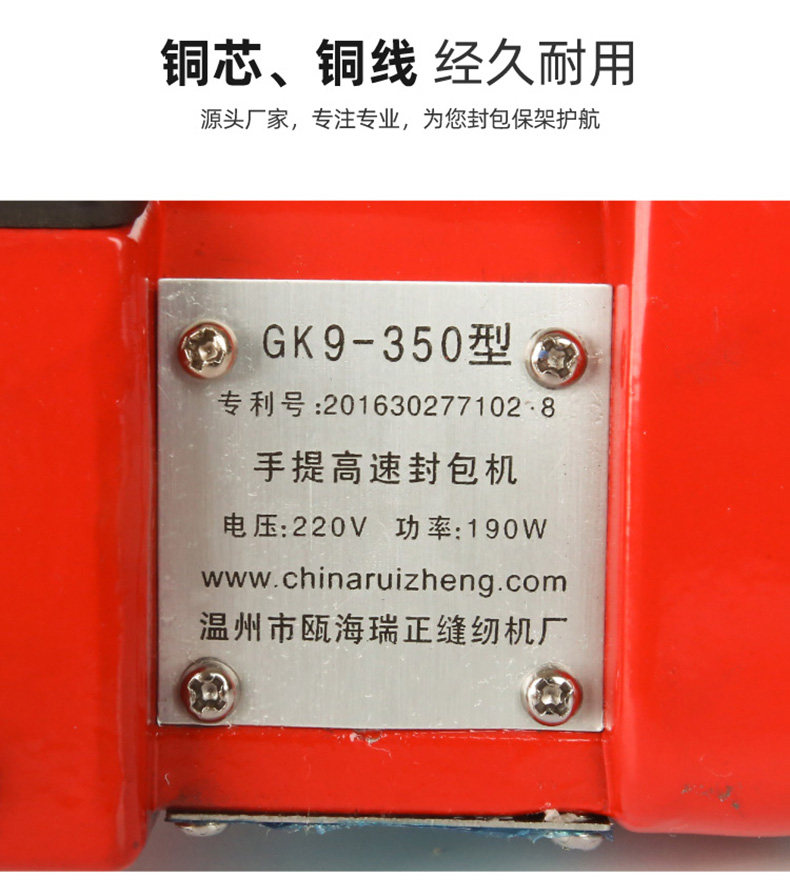 铜芯、铜线 经久耐用
源头厂家，专注专业，为您封包保架护航
GK9-350型
专利号:201630277102·8
手提高速封包机
电压:220V 功率:190W
www.chinaruizheng.com
温州市瓯海瑞正缝纫机厂